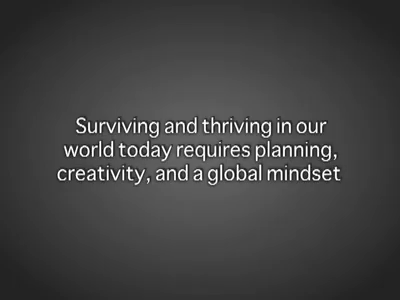 Surviving and thriving in our
world today requires planning,
creativity, and a global mindset